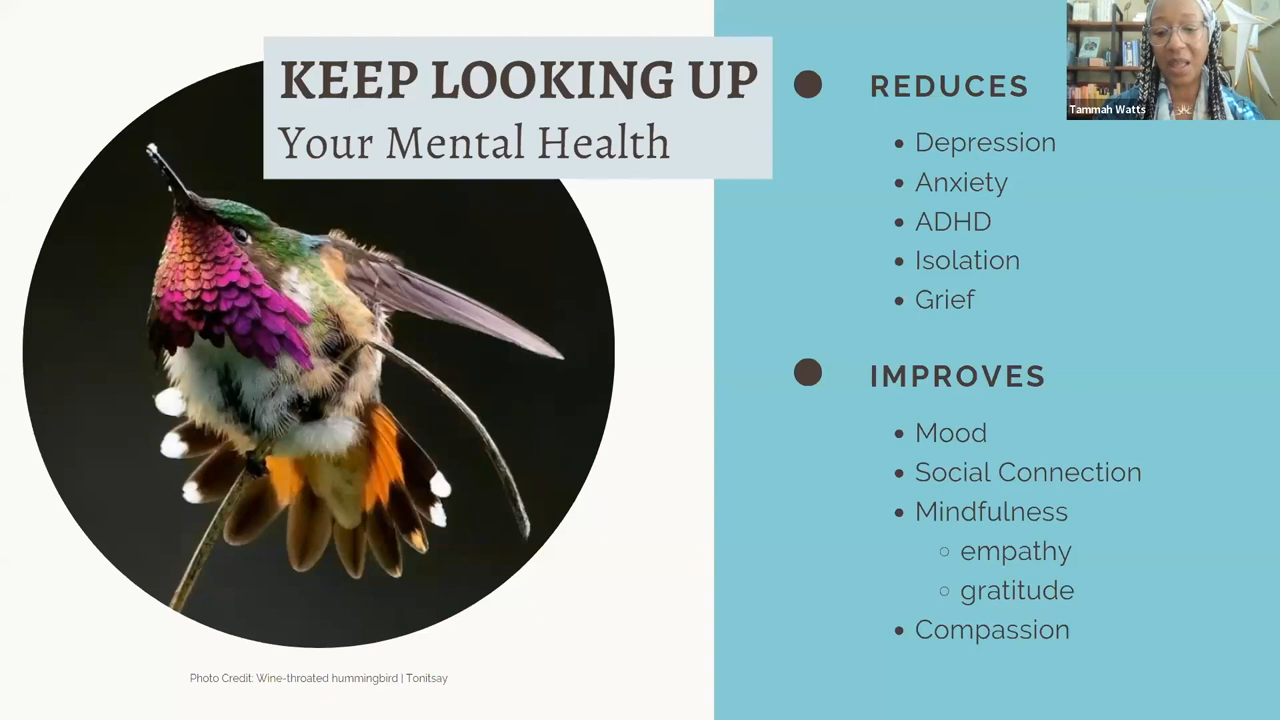 KEEP LOOKING UP
Your Mental Health
REDUCES
Depression
Anxiety
ADHD
Isolation
Grief
IMPROVES
Mood
Social Connection
Mindfulness
empathy
gratitude
Compassion
Photo Credit: Wine-throated hummingbird | Tonitsay
Tammah Watts